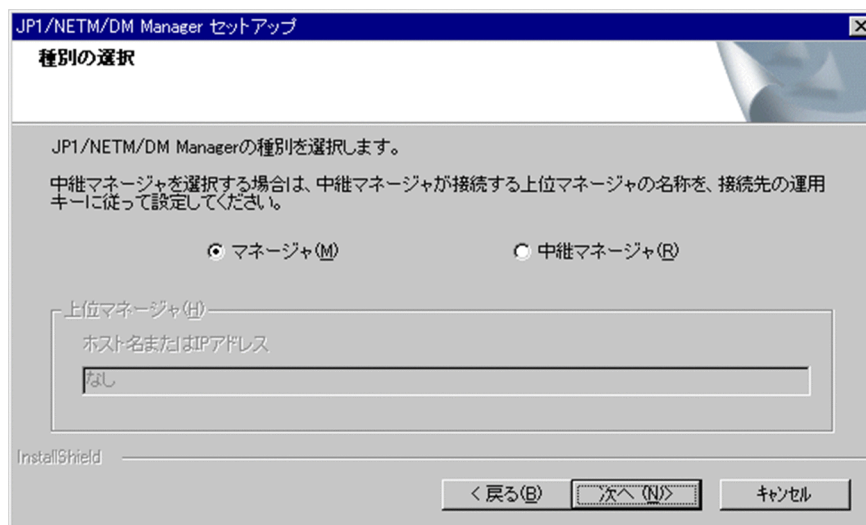 JP1/NETM/DM Manager セットアップ
種別の選択
JP1/NETM/DM Managerの種別を選択します。
中継マネージャを選択する場合は、中継マネージャが接続する上位マネージャの名称を、接続先の運用
キーに従って設定してください。
マネージャ(M) 中継マネージャ(R)
上位マネージャ(H)
ホスト名またはIPアドレス
なし
InstallShield
< 戻る(B) 次へ (N)> キャンセル